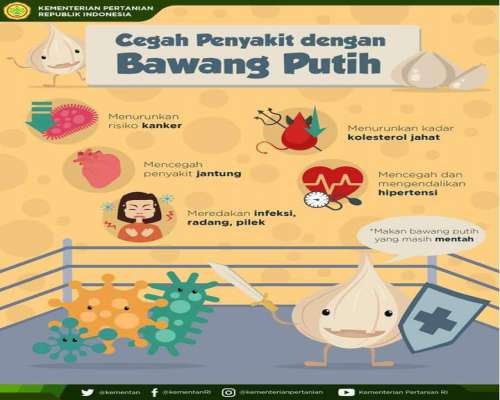 KEMENTERIAN PERTANIAN
REPUBLIK INDONESIA
Cegah Penyakit dengan
Bawang Putih
Menurunkan
risiko kanker
Menurunkan kadar
kolesterol jahat
Mencegah
penyakit jantung
Mencegah dan
mengendalikan
hipertensi
Meredakan infeksi,
radang, pilek
*Makan bawang putih
yang masih mentah
@kementan
@kementanRI
@kementerianpertanian
Kementerian Pertanian RI